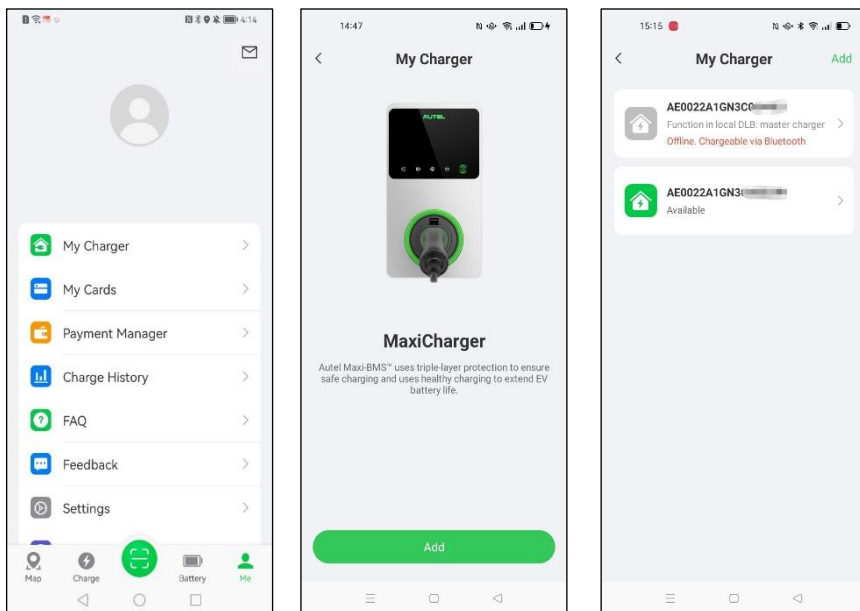 4:14
My Charger
My Cards
Payment Manager
Charge History
FAQ
Feedback
Settings
Map
Charge
Battery
Me
14:47
My Charger
AUTEL
MaxiCharger
Autel Maxi-BMS™ uses triple-layer protection to ensure
safe charging and uses healthy charging to extend EV
battery life.
Add
15:15
My Charger
Add
AE0022A1GN3C0
Function in local DLB: master charger
Offline. Chargeable via Bluetooth
AE0022A1GN3
Available